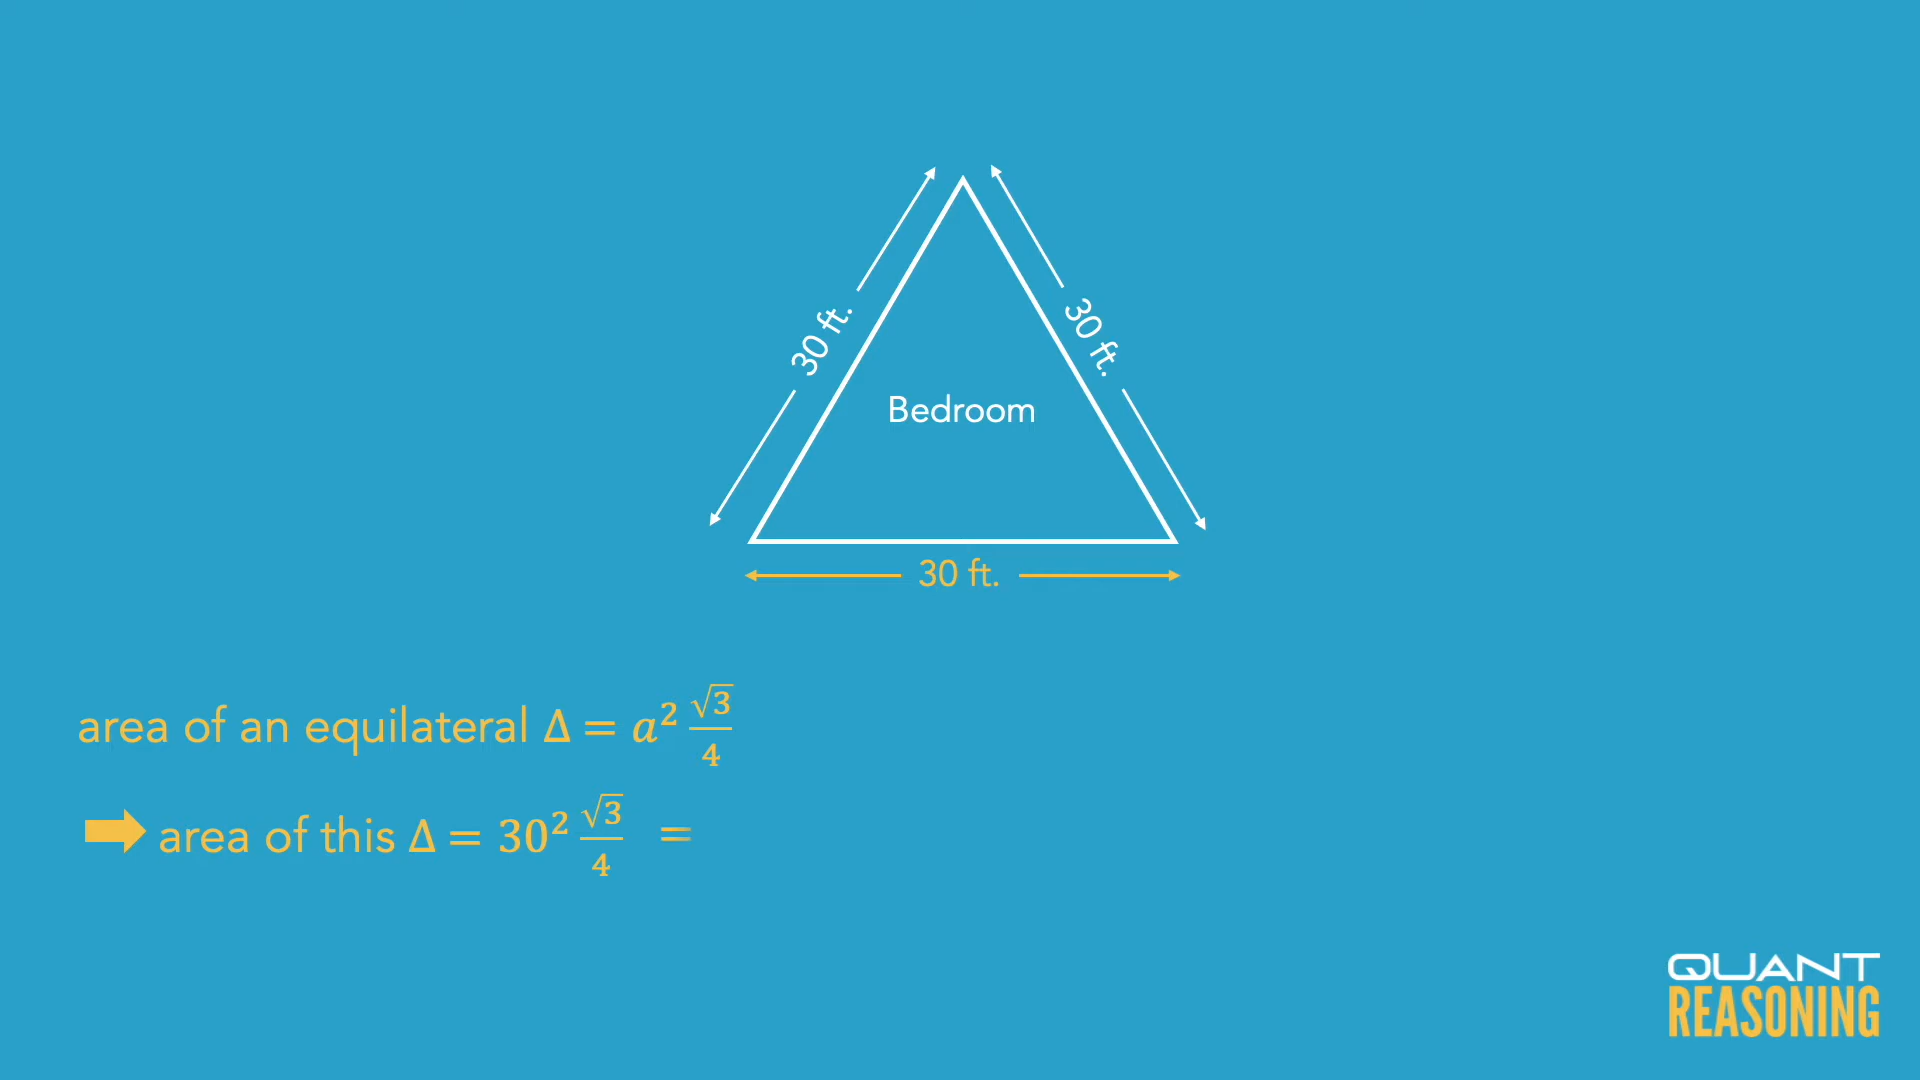 30 ft.
30 ft.
Bedroom
30 ft.
area of an equilateral Δ = a² √3/4
area of this Δ = 30² √3/4 =
QUANT
REASONING